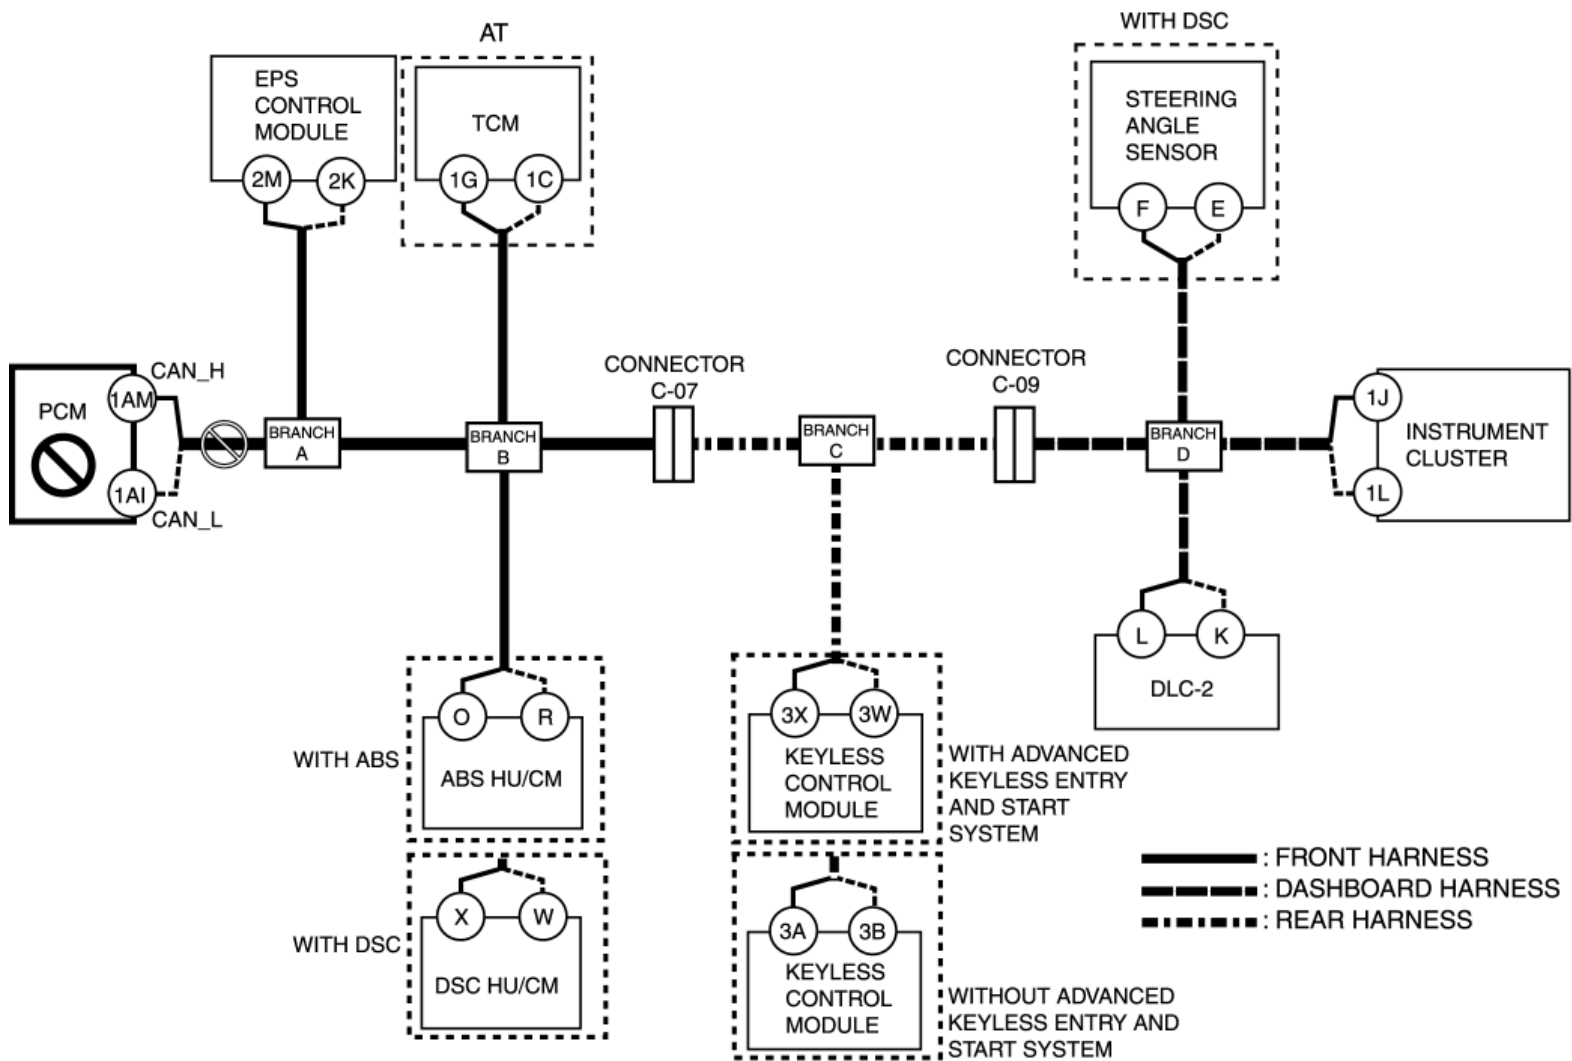 WITH DSC
AT
EPS
CONTROL
MODULE
2M
2K
TCM
1G
1C
STEERING
ANGLE
SENSOR
F
E
CAN_H
PCM
1AM
1AI
CAN_L
BRANCH
A
BRANCH
B
CONNECTOR
C-07
BRANCH
C
CONNECTOR
C-09
BRANCH
D
1J
1L
INSTRUMENT
CLUSTER
L
K
DLC-2
WITH ABS
O
R
ABS HU/CM
3X
3W
KEYLESS
CONTROL
MODULE
WITH ADVANCED
KEYLESS ENTRY
AND START
SYSTEM
WITH DSC
X
W
DSC HU/CM
3A
3B
KEYLESS
CONTROL
MODULE
WITHOUT ADVANCED
KEYLESS ENTRY AND
START SYSTEM
: FRONT HARNESS
: DASHBOARD HARNESS
: REAR HARNESS